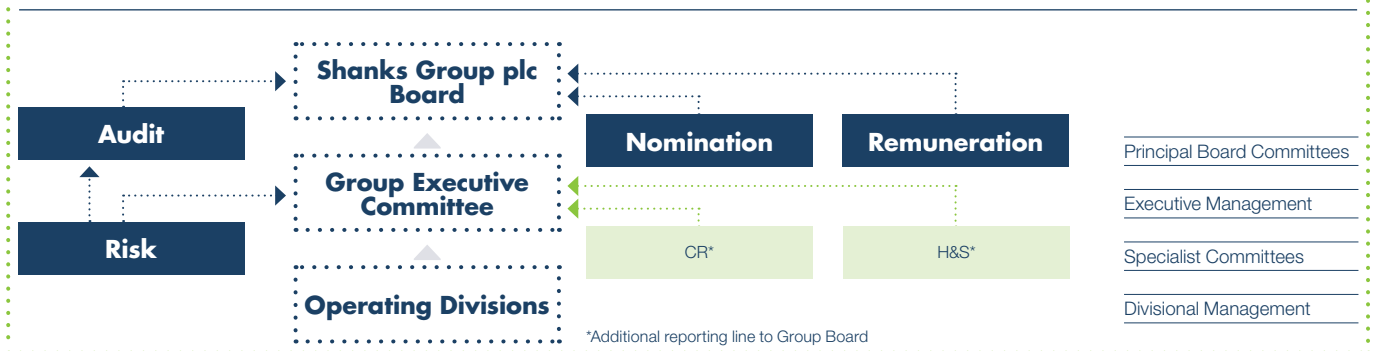 Shanks Group plc
Board
Audit
Nomination
Remuneration
Principal Board Committees
Group Executive
Committee
Executive Management
Risk
CR*
H&S*
Specialist Committees
Operating Divisions
Divisional Management
*Additional reporting line to Group Board